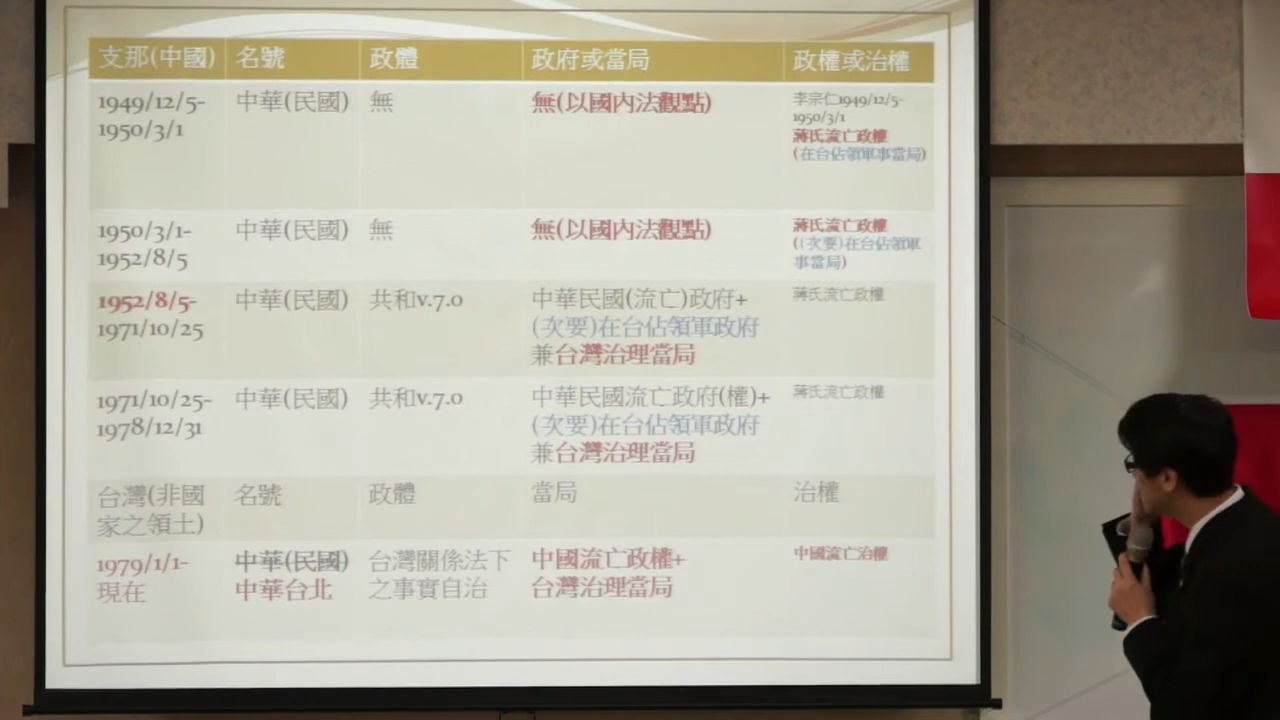 支那(中國) 名號 政體 政府或當局 政權或治權
1949/12/5- 中華(民國) 無 無(以國內法觀點) 李宗仁1949/12/5-
1950/3/1 1950/3/1
蔣氏流亡政權
(在台佔領軍事當局)
1950/3/1- 中華(民國) 無 無(以國內法觀點) 蔣氏流亡政權
1952/8/5 ((次要)在台佔領軍
事當局)
1952/8/5- 中華(民國) 共和v.7.0 中華民國(流亡)政府+ 蔣氏流亡政權
1971/10/25 (次要)在台佔領軍政府
兼台灣治理當局
1971/10/25- 中華(民國) 共和v.7.0 中華民國流亡政府(權)+ 蔣氏流亡政權
1978/12/31 (次要)在台佔領軍政府
兼台灣治理當局
台灣(非國 名號 政體 當局 治權
家之領土)
1979/1/1- 中華(民國) 台灣關係法下 中國流亡政權+ 中國流亡治權
現在 中華台北 之事實自治 台灣治理當局